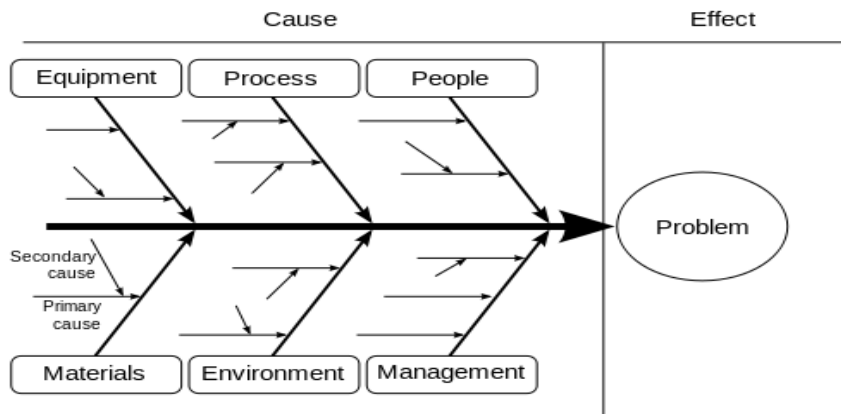 Cause
Effect
Equipment
Process
People
Problem
Secondary
cause
Primary
cause
Materials
Environment
Management